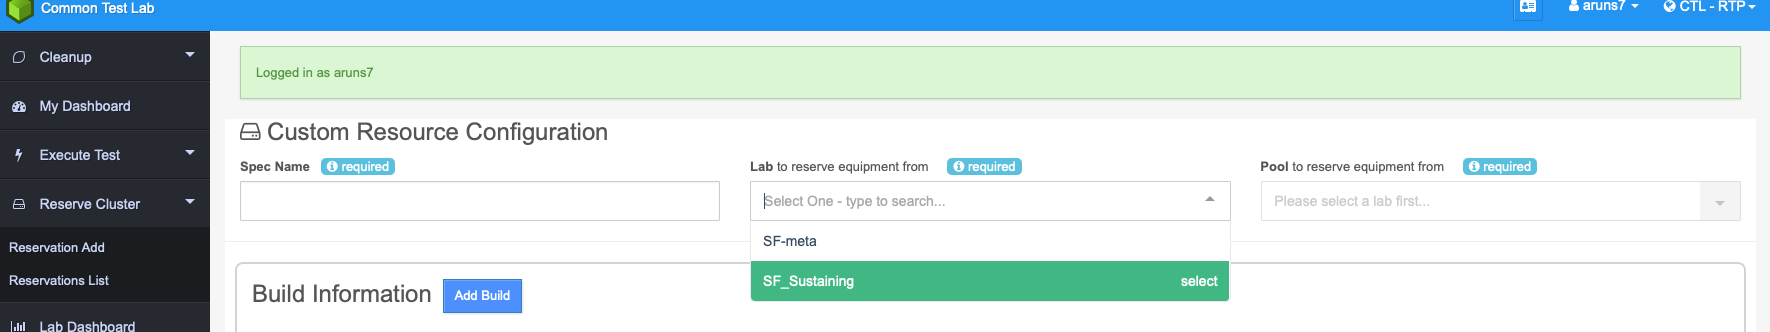 Common Test Lab
aruns7
CTL - RTP
Cleanup
My Dashboard
Execute Test
Reserve Cluster
Reservation Add
Reservations List
Lab Dashboard
Logged in as aruns7
Custom Resource Configuration
Spec Name required
Lab to reserve equipment from required
Select One - type to search...
SF-meta
SF_Sustaining select
Pool to reserve equipment from required
Please select a lab first...
Build Information Add Build